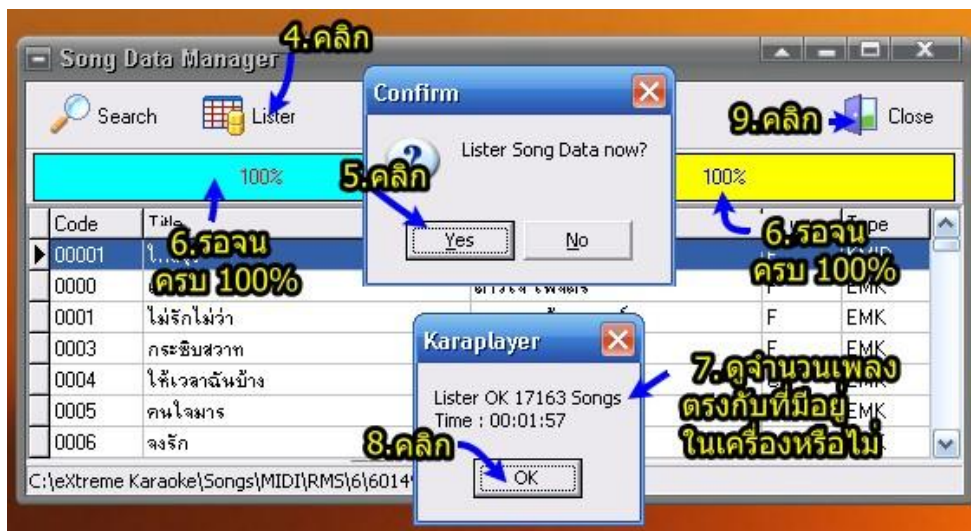 4.คลิก
Song Data Manager
Confirm
Search
Lister
Lister Song Data now?
9.คลิก
Close
100%
5.คลิก
100%
Yes
No
Code
6.รอจน
ครบ 100%
6.รอจน
ครบ 100%
00001
0000
EMK
0001 ไม่รักไม่ว่า F EMK
0003 กระซิบสวาท
EMK
0004 ให้เวลาฉันบ้าง
0005 คนใจมาร
EMK
0006 จงรัก
Karaplayer
Lister OK 17163 Songs
Time : 00:01:57
7.ดูจำนวนเพลง
ตรงกับที่มีอยู่
ในเครื่องหรือไม่
8.คลิก
OK
C:\eXtreme Karaoke\Songs\MIDI\RMS\6\6014